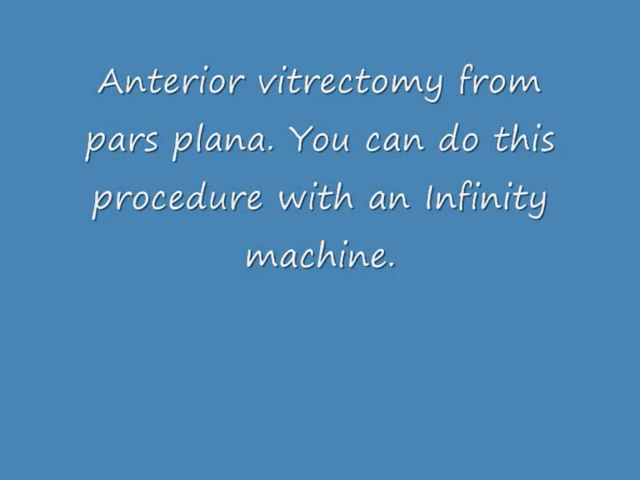 Anterior vitrectomy from
pars plana. You can do this
procedure with an Infinity
machine.